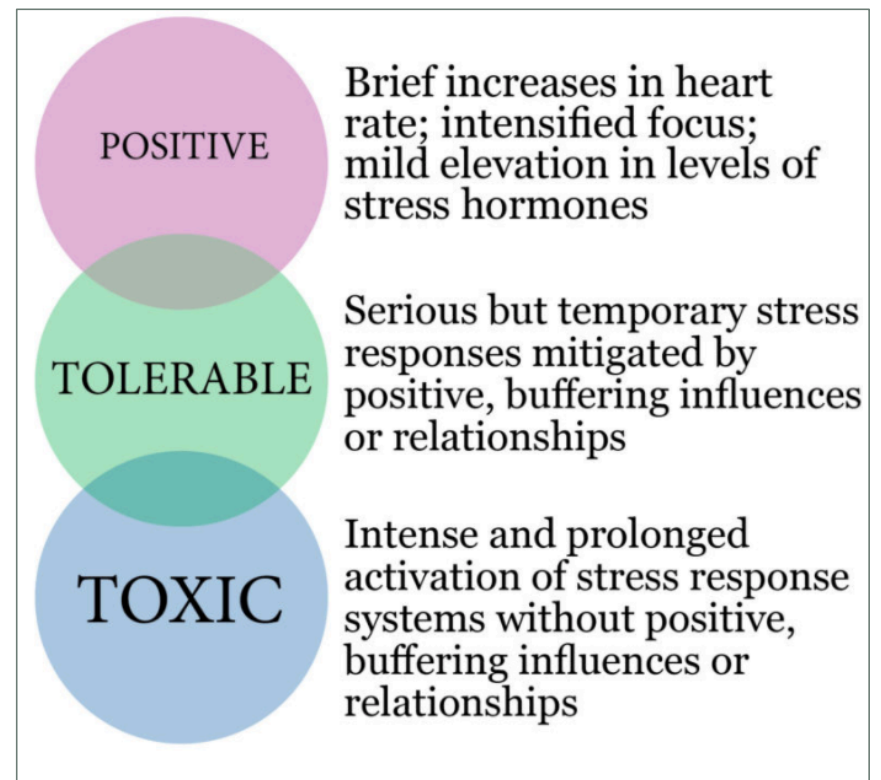 POSITIVE
Brief increases in heart
rate; intensified focus;
mild elevation in levels of
stress hormones
TOLERABLE
Serious but temporary stress
responses mitigated by
positive, buffering influences
or relationships
TOXIC
Intense and prolonged
activation of stress response
systems without positive,
buffering influences or
relationships